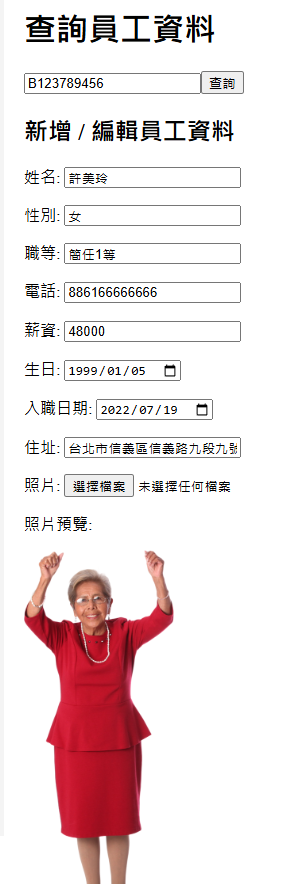 查詢員工資料
B123789456 查詢
新增 / 編輯員工資料
姓名: 許美玲
性別: 女
職等: 簡任1等
電話: 886166666666
薪資: 48000
生日: 1999/01/05
入職日期: 2022/07/19
住址: 台北市信義區信義路九段九號
照片: 選擇檔案 未選擇任何檔案
照片預覽: